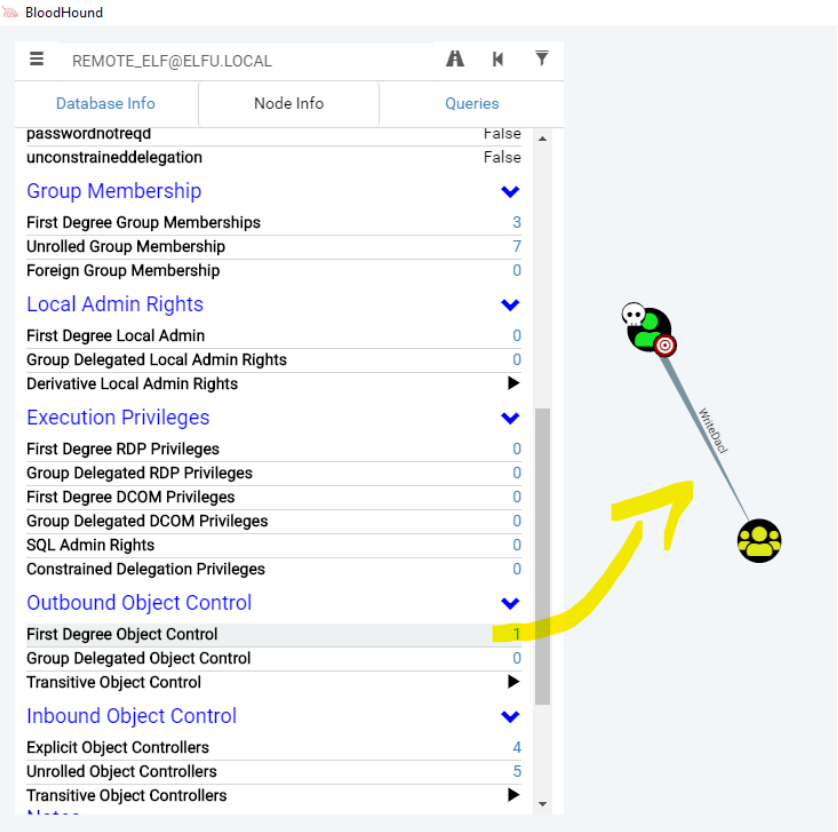 BloodHound
REMOTE_ELF@ELFU.LOCAL
Database Info Node Info Queries
passwordnotreqd False
unconstraineddelegation False
Group Membership
First Degree Group Memberships 3
Unrolled Group Membership 7
Foreign Group Membership 0
Local Admin Rights
First Degree Local Admin 0
Group Delegated Local Admin Rights 0
Derivative Local Admin Rights
Execution Privileges
First Degree RDP Privileges 0
Group Delegated RDP Privileges 0
First Degree DCOM Privileges 0
Group Delegated DCOM Privileges 0
SQL Admin Rights 0
Constrained Delegation Privileges 0
Outbound Object Control
First Degree Object Control 1
Group Delegated Object Control 0
Transitive Object Control
Inbound Object Control
Explicit Object Controllers 4
Unrolled Object Controllers 5
Transitive Object Controllers
WriteDacl